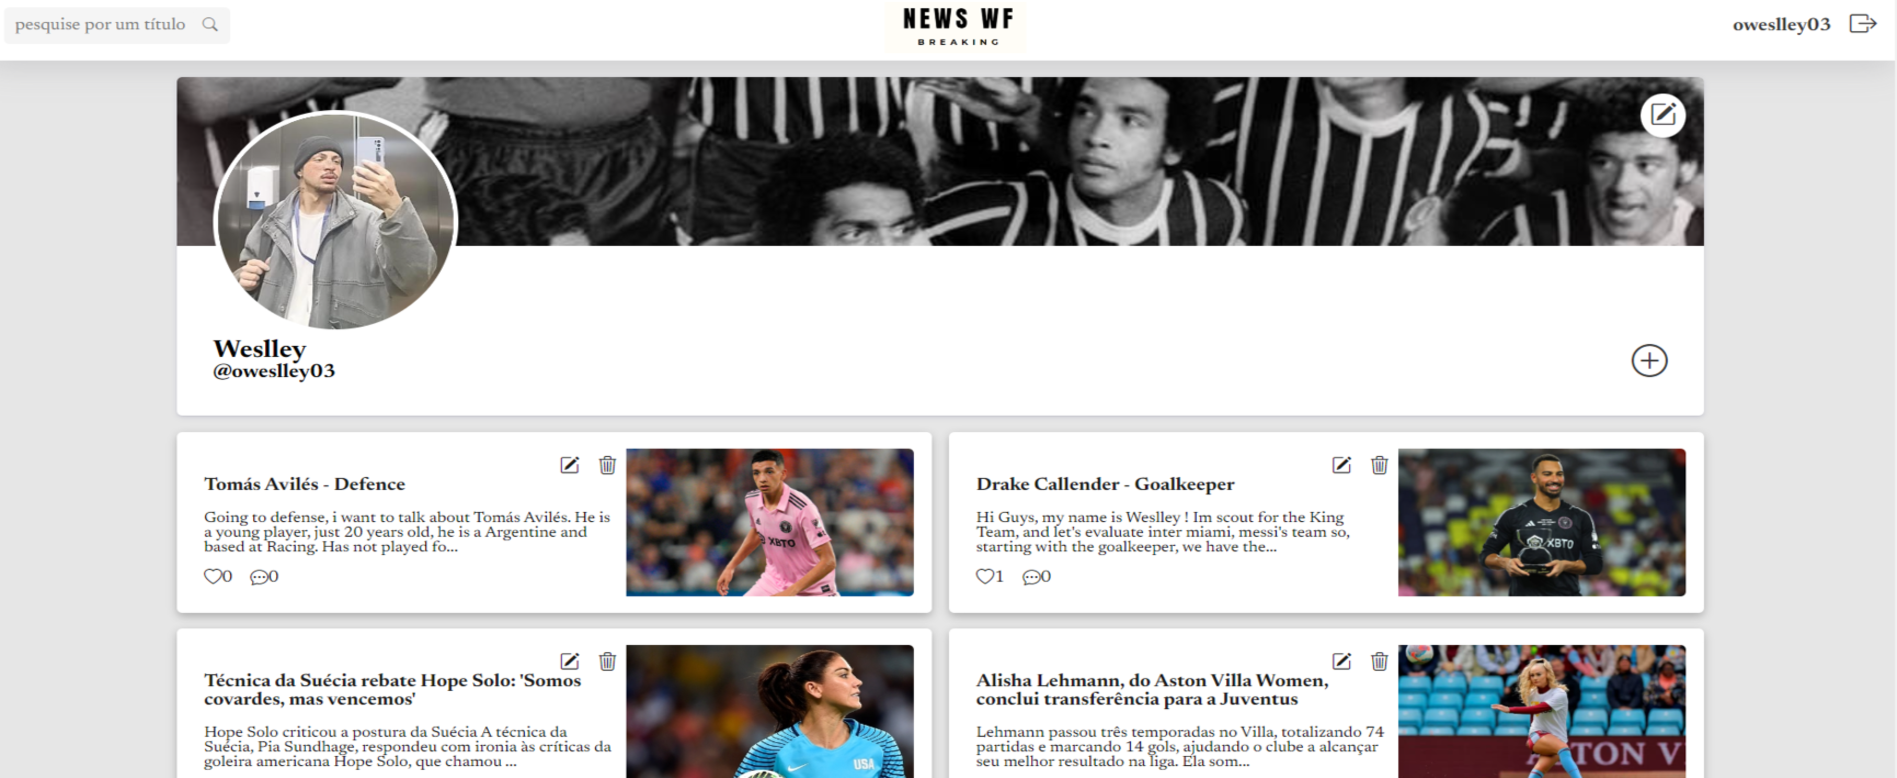 pesquise por um título
NEWS WF
BREAKING
oweslley03
Weslley
@oweslley03
Tomás Avilés - Defence
Going to defense, i want to talk about Tomás Avilés. He is
a young player, just 20 years old, he is a Argentine and
based at Racing. Has not played fo...
0 0
XBTO
Drake Callender - Goalkeeper
Hi Guys, my name is Weslley ! Im scout for the King
Team, and let's evaluate inter miami, messi's team so,
starting with the goalkeeper, we have the...
1 0
XBTO
Técnica da Suécia rebate Hope Solo: 'Somos
covardes, mas vencemos'
Hope Solo criticou a postura da Suécia A técnica da
Suécia, Pia Sundhage, respondeu com ironia às críticas da
goleira americana Hope Solo, que chamou ...
USA
Alisha Lehmann, do Aston Villa Women,
conclui transferência para a Juventus
Lehmann passou três temporadas no Villa, totalizando 74
partidas e marcando 14 gols, ajudando o clube a alcançar
seu melhor resultado na liga. Ela som...
TON V